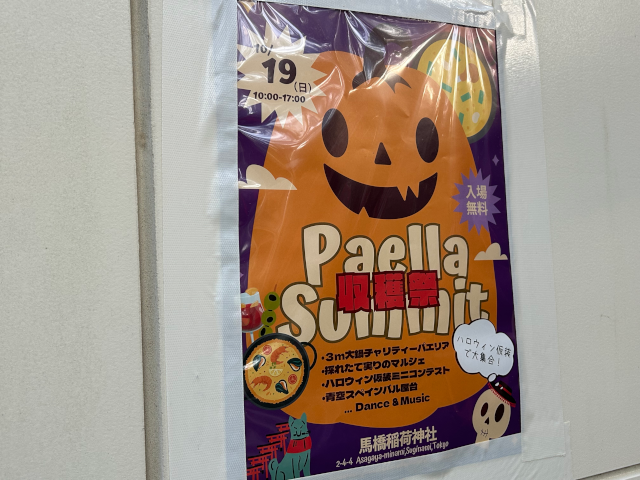 10/
19(日)
10:00-17:00
入場
無料
Paella
収穫祭
Summit
・3m大鍋チャリティーパエリア
・採れたて実りのマルシェ
・ハロウィン仮装ミニコンテスト
・青空スペインバル屋台
... Dance & Music
ハロウィン仮装
で大集合!
馬橋稲荷神社
2-4-4 Asagaya-minami,Suginami,Tokyo